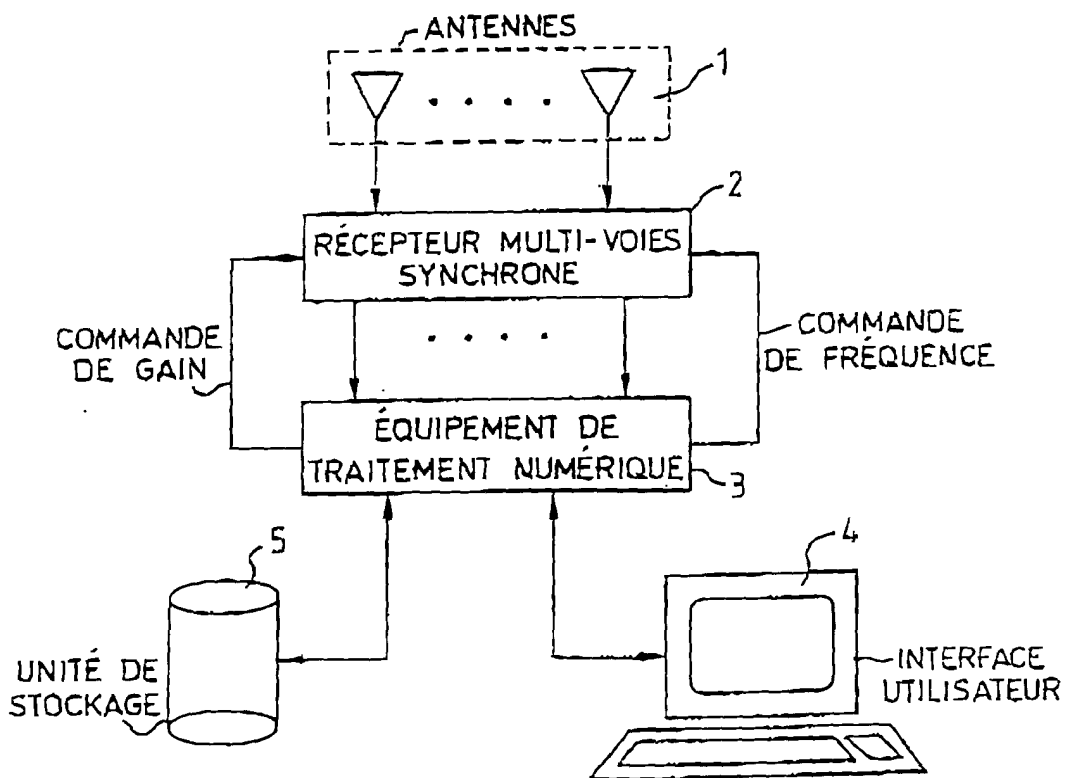 ANTENNES
1
2
RÉCEPTEUR MULTI-VOIES
SYNCHRONE
COMMANDE
DE GAIN
COMMANDE
DE FRÉQUENCE
ÉQUIPEMENT DE
TRAITEMENT NUMÉRIQUE
3
5
4
UNITÉ DE
STOCKAGE
INTERFACE
UTILISATEUR